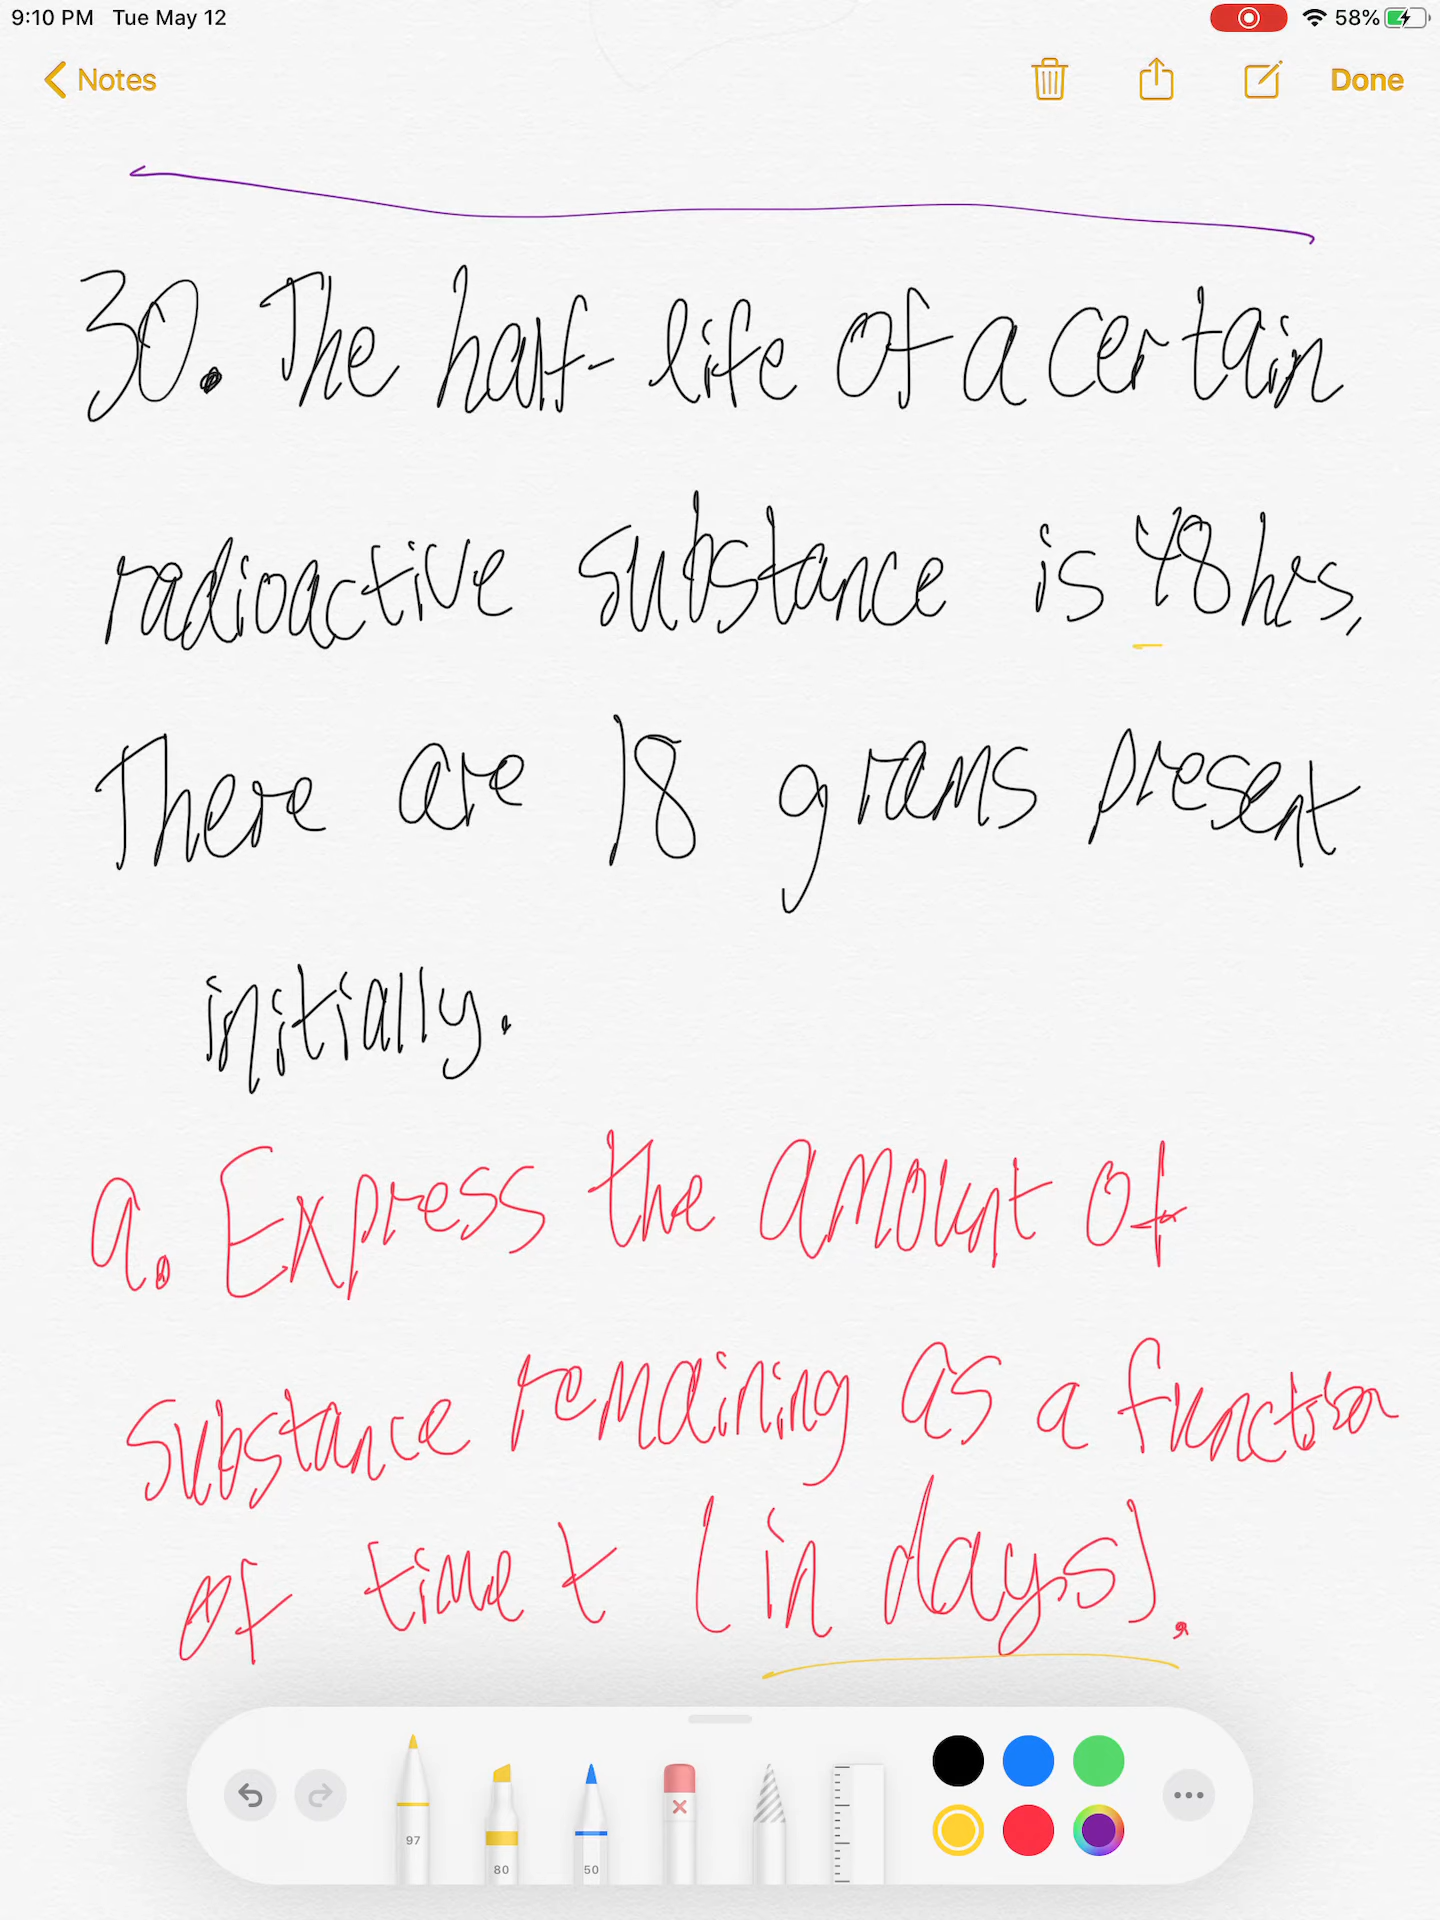 9:10 PM Tue May 12 58%
Notes Done
30. The half-life of a certain
radioactive substance is 48hrs,
There are 18 grams present
initially.
a. Express the amount of
substance remaining as a function
of time t (in days).
97 80 50